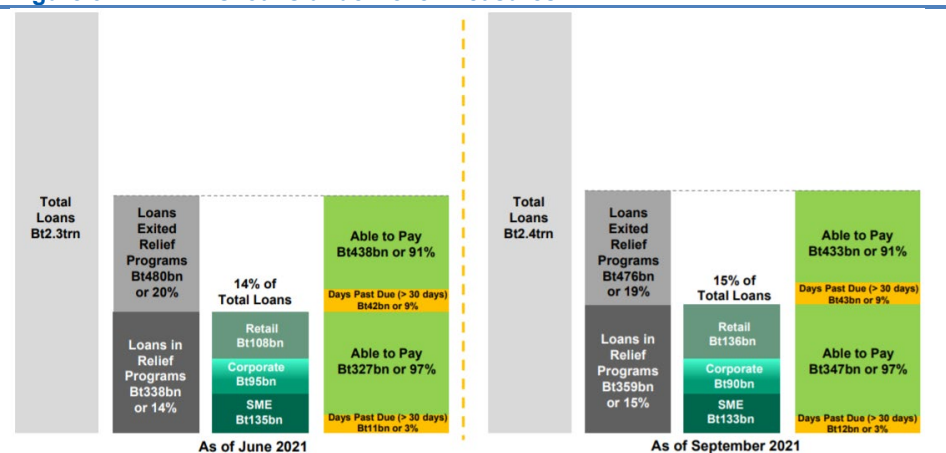 Total
Loans
Bt2.3trn
Loans
Exited
Relief
Programs
Bt480bn
or 20%
Loans in
Relief
Programs
Bt338bn
or 14%
14% of
Total Loans
Retail
Bt108bn
Corporate
Bt95bn
SME
Bt135bn
Able to Pay
Bt438bn or 91%
Days Past Due (> 30 days)
Bt42bn or 9%
Able to Pay
Bt327bn or 97%
Days Past Due (> 30 days)
Bt11bn or 3%
As of June 2021
Total
Loans
Bt2.4trn
Loans
Exited
Relief
Programs
Bt476bn
or 19%
Loans in
Relief
Programs
Bt359bn
or 15%
15% of
Total Loans
Retail
Bt136bn
Corporate
Bt90bn
SME
Bt133bn
Able to Pay
Bt433bn or 91%
Days Past Due (> 30 days)
Bt43bn or 9%
Able to Pay
Bt347bn or 97%
Days Past Due (> 30 days)
Bt12bn or 3%
As of September 2021